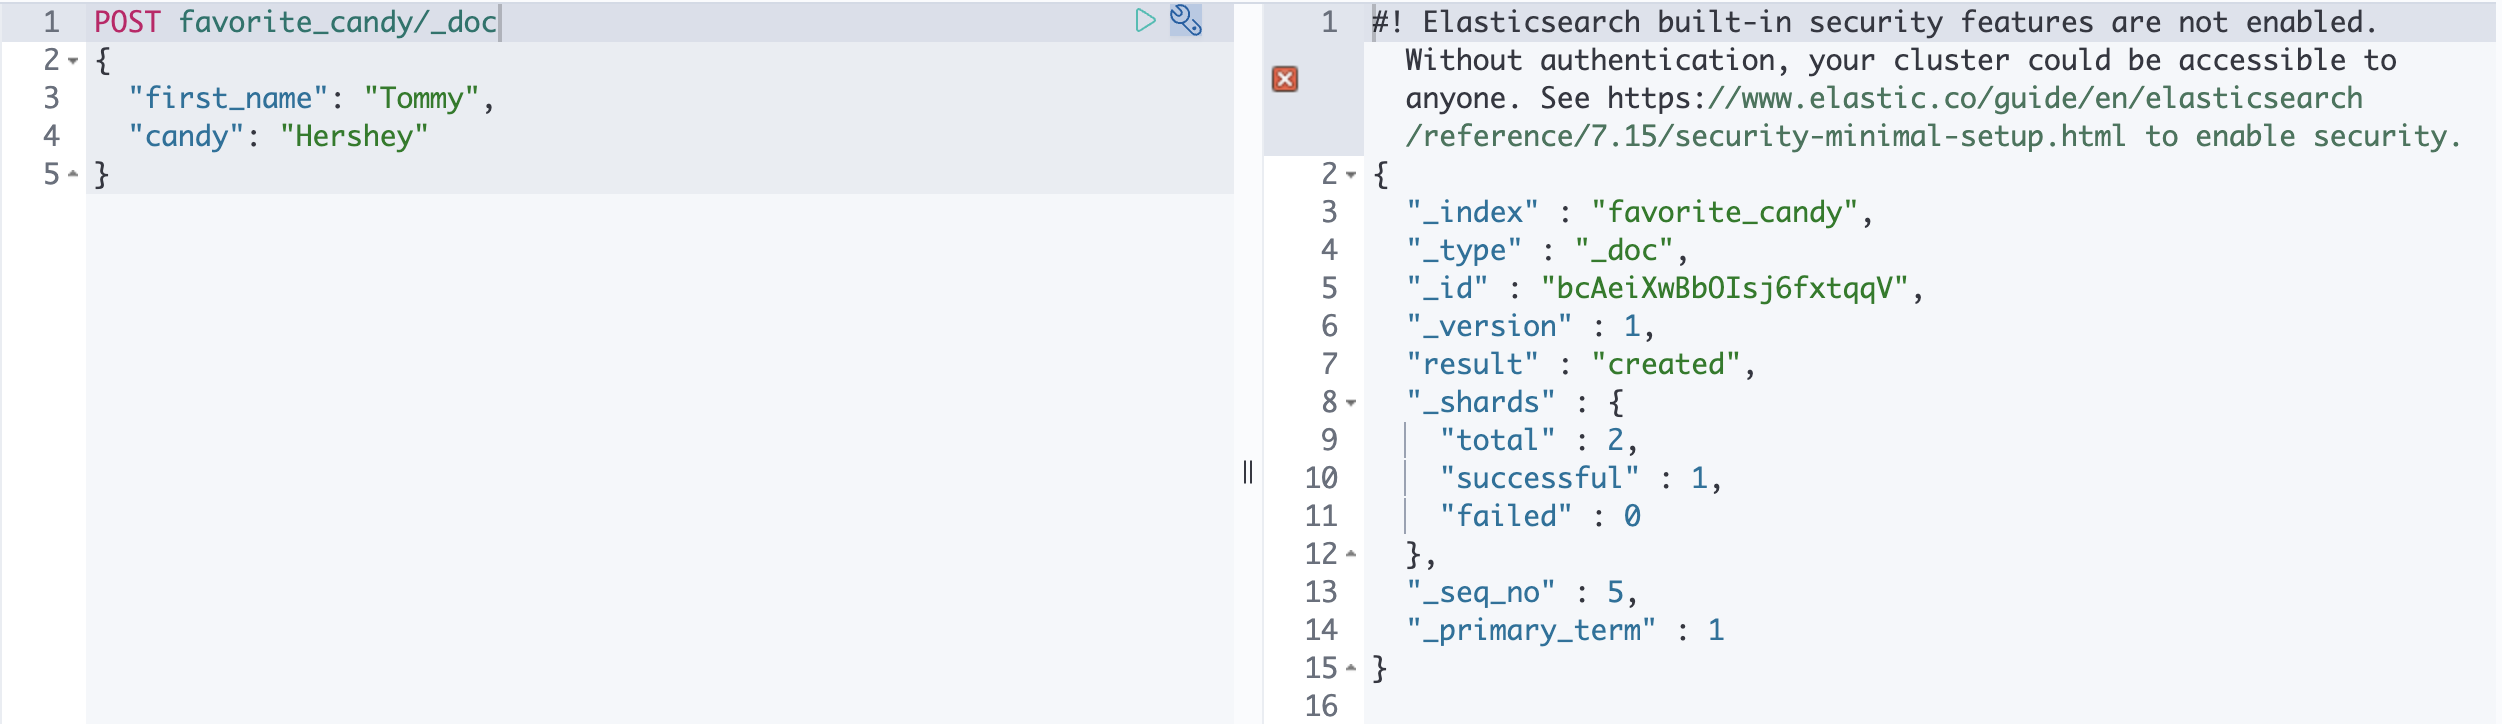 1 POST favorite_candy/_doc
2 {
3 "first_name": "Tommy",
4 "candy": "Hershey"
5 }
1 #! Elasticsearch built-in security features are not enabled.
Without authentication, your cluster could be accessible to
anyone. See https://www.elastic.co/guide/en/elasticsearch
/reference/7.15/security-minimal-setup.html to enable security.
2 {
3 "_index" : "favorite_candy",
4 "_type" : "_doc",
5 "_id" : "bcAeiXwBbOIsj6fxtqqV",
6 "_version" : 1,
7 "result" : "created",
8 "_shards" : {
9 "total" : 2,
10 "successful" : 1,
11 "failed" : 0
12 },
13 "_seq_no" : 5,
14 "_primary_term" : 1
15 }
16